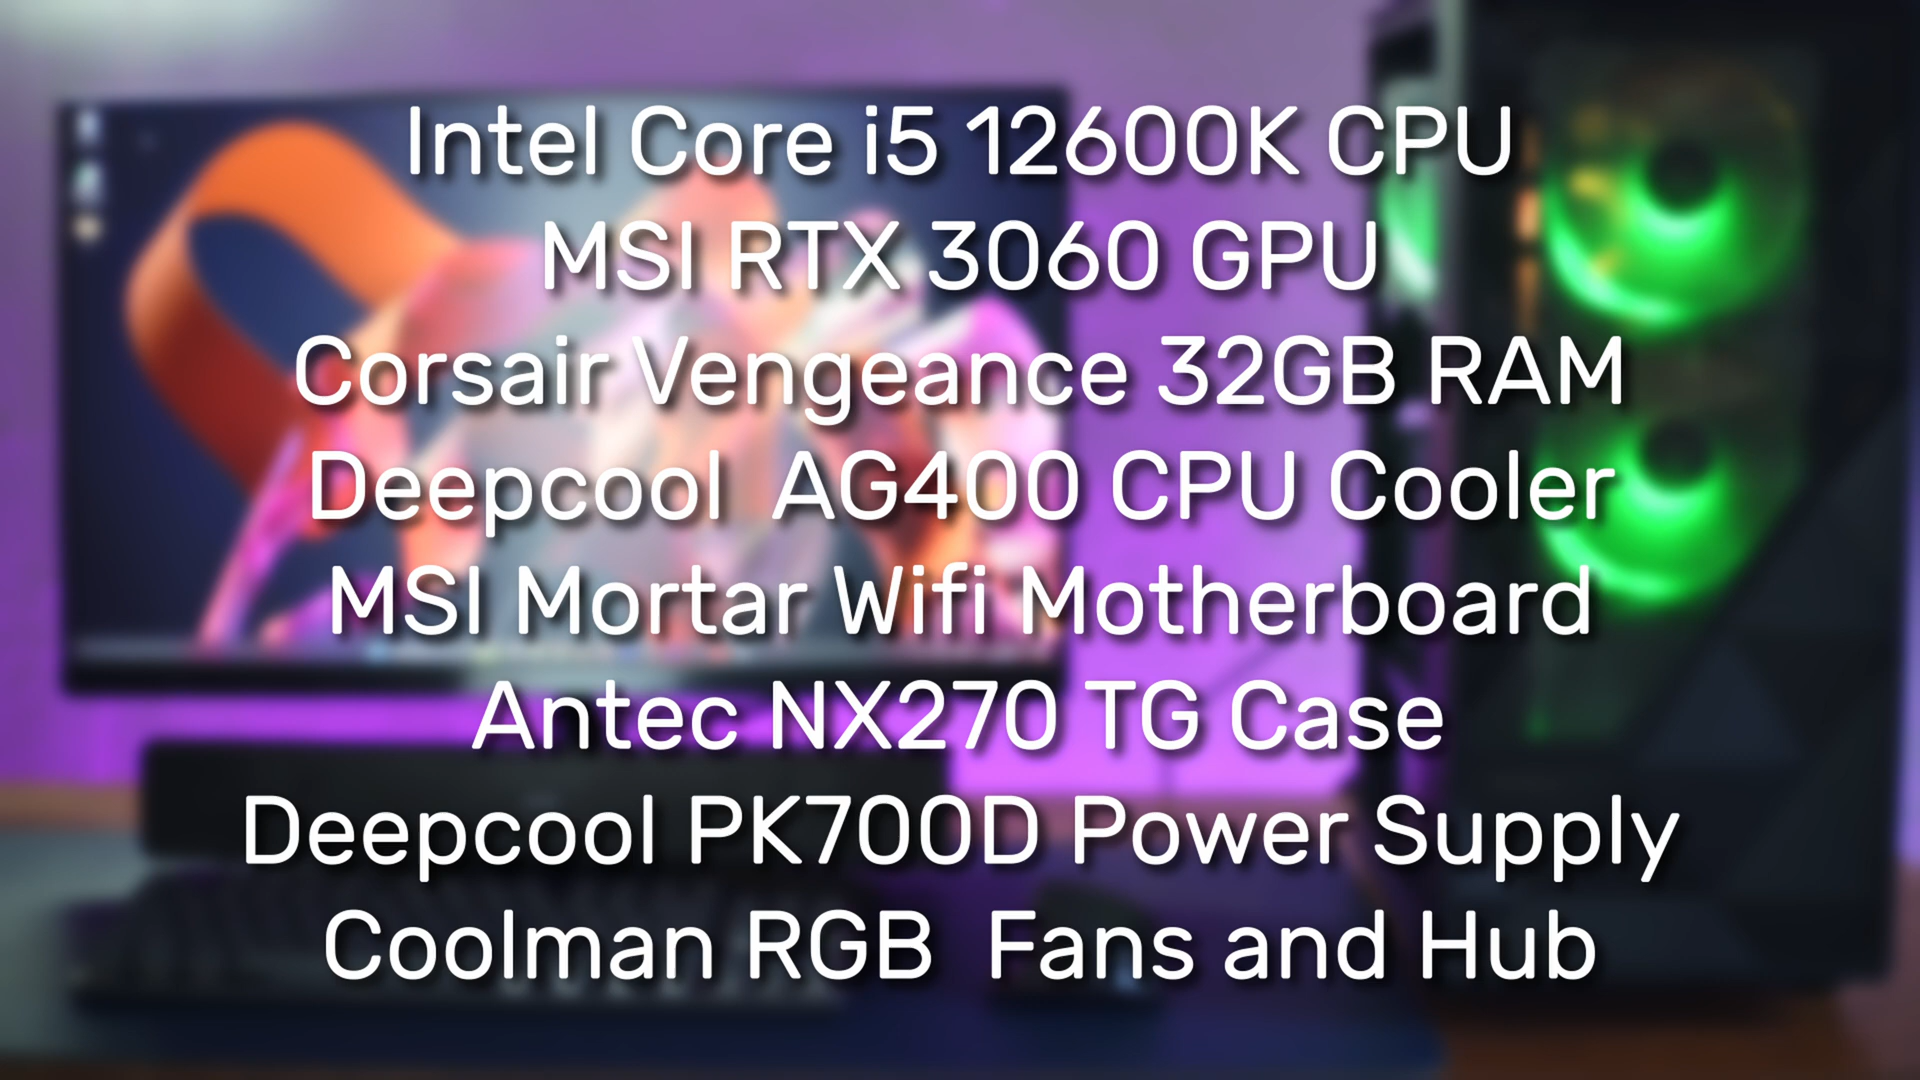 Intel Core i5 12600K CPU
MSI RTX 3060 GPU
Corsair Vengeance 32GB RAM
Deepcool  AG400 CPU Cooler
MSI Mortar Wifi Motherboard
Antec NX270 TG Case
Deepcool PK700D Power Supply
Coolman RGB  Fans and Hub